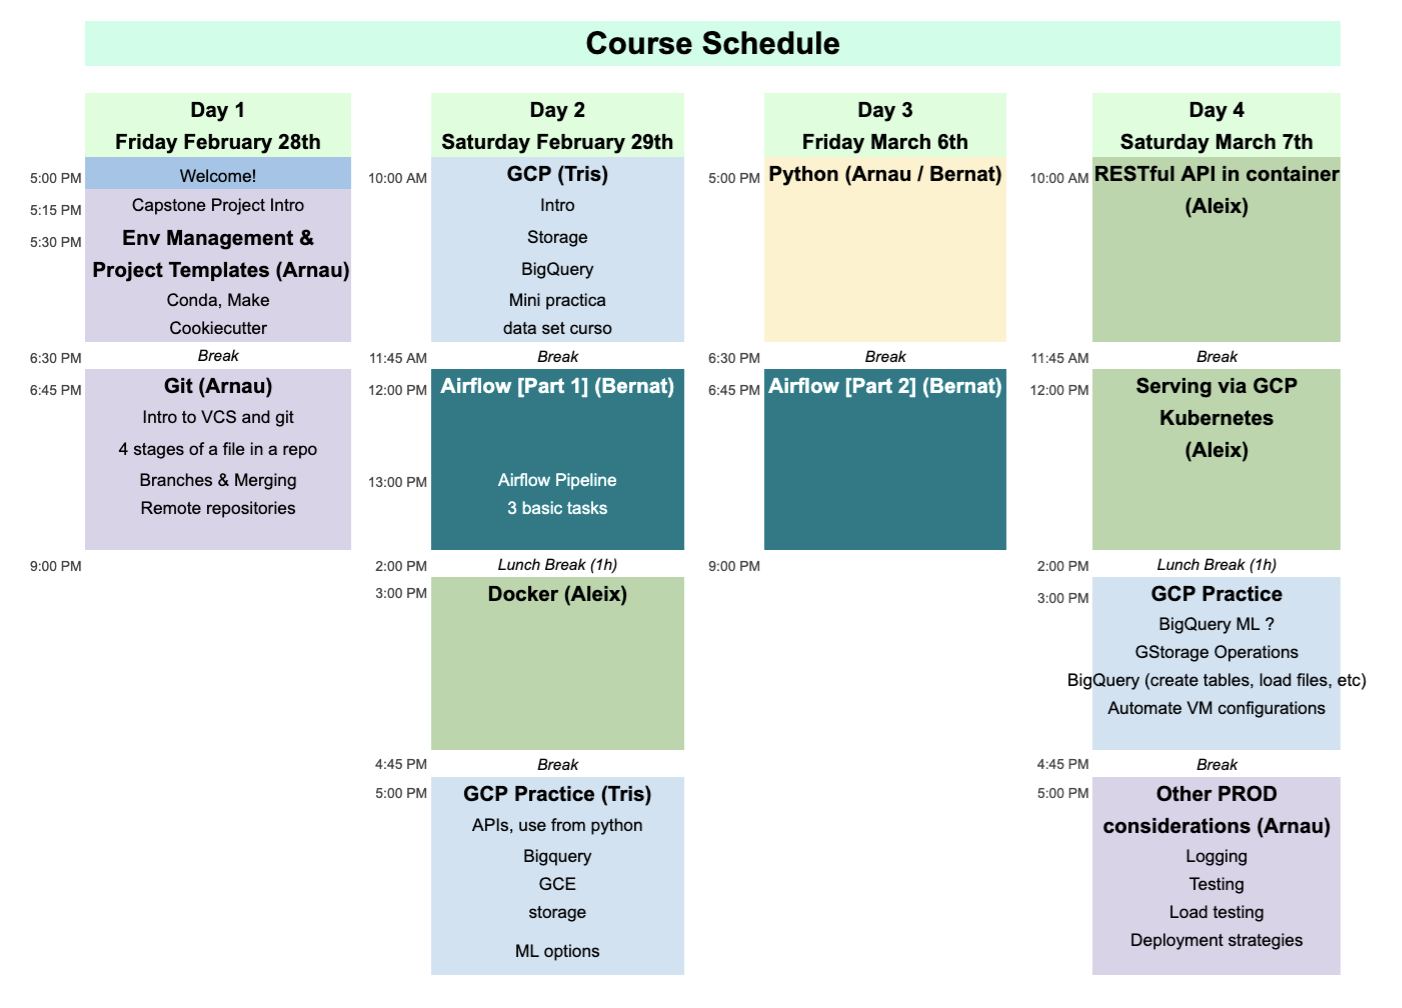 Course Schedule
Day 1
Friday February 28th
5:00 PM Welcome!
5:15 PM Capstone Project Intro
5:30 PM Env Management &
Project Templates (Arnau)
Conda, Make
Cookiecutter
6:30 PM Break
6:45 PM Git (Arnau)
Intro to VCS and git
4 stages of a file in a repo
Branches & Merging
Remote repositories
9:00 PM
Day 2
Saturday February 29th
10:00 AM GCP (Tris)
Intro
Storage
BigQuery
Mini practica
data set curso
11:45 AM Break
12:00 PM Airflow [Part 1] (Bernat)
13:00 PM Airflow Pipeline
3 basic tasks
2:00 PM Lunch Break (1h)
3:00 PM Docker (Aleix)
4:45 PM Break
5:00 PM GCP Practice (Tris)
APIs, use from python
Bigquery
GCE
storage
ML options
Day 3
Friday March 6th
5:00 PM Python (Arnau / Bernat)
6:30 PM Break
6:45 PM Airflow [Part 2] (Bernat)
9:00 PM
Day 4
Saturday March 7th
10:00 AM RESTful API in container
(Aleix)
11:45 AM Break
12:00 PM Serving via GCP
Kubernetes
(Aleix)
2:00 PM Lunch Break (1h)
3:00 PM GCP Practice
BigQuery ML ?
GStorage Operations
BigQuery (create tables, load files, etc)
Automate VM configurations
4:45 PM Break
5:00 PM Other PROD
considerations (Arnau)
Logging
Testing
Load testing
Deployment strategies